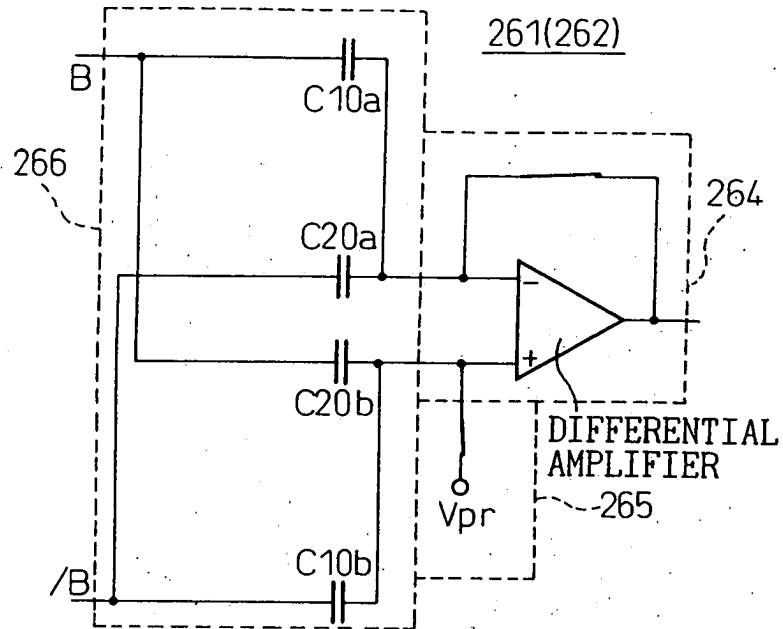 261(262)
B
C10a
266
264
C20a
-
+
C20b
DIFFERENTIAL
AMPLIFIER
Vpr
265
C10b
/B